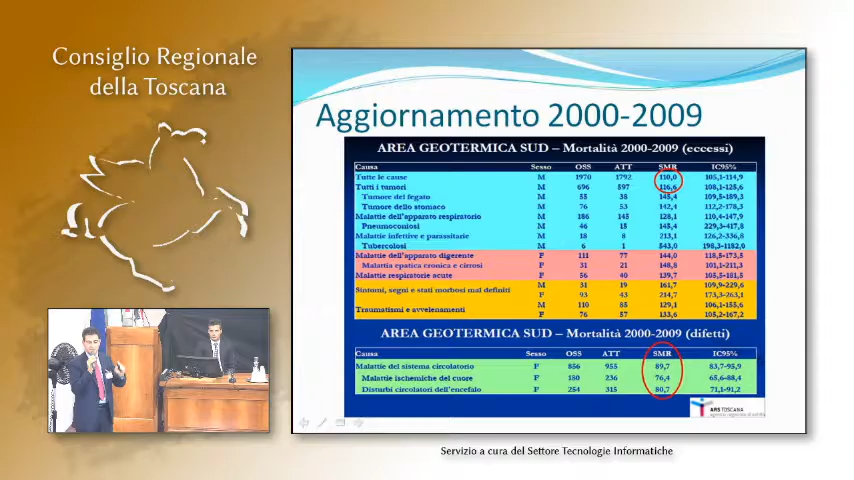 Consiglio Regionale
della Toscana
Aggiornamento 2000-2009
AREA GEOTERMICA SUD – Mortalità 2000-2009 (eccessi)
Causa Sesso OSS ATT SMR IC95%
Tutte le cause M 1970 1792 110,0 105,1-114,9
Tutti i tumori M 696 597 116,6 108,1-125,6
Tumore del fegato M 55 38 145,4 109,5-189,3
Tumore dello stomaco M 76 53 142,4 112,2-178,3
Malattie dell'apparato respiratorio M 186 145 128,1 110,4-147,9
Pneumoconiosi M 46 15 145,4 229,3-417,8
Malattie infettive e parassitarie M 18 8 213,1 126,2-336,8
Tubercolosi M 6 1 543,0 198,3-1182,0
Malattie dell'apparato digerente F 111 77 144,0 118,5-173,5
Malattia epatica cronica e cirrosi F 31 21 148,8 101,1-211,3
Malattie respiratorie acute F 56 40 139,7 105,5-181,5
Sintomi, segni e stati morbosi mal definiti M 31 19 161,7 109,9-229,6
F 93 43 214,7 173,3-263,1
Traumatismi e avvelenamenti M 110 85 129,1 106,1-155,6
F 76 57 133,6 105,2-167,2
AREA GEOTERMICA SUD – Mortalità 2000-2009 (difetti)
Causa Sesso OSS ATT SMR IC95%
Malattie del sistema circolatorio F 856 955 89,7 83,7-95,9
Malattie ischemiche del cuore F 180 236 76,4 65,6-88,4
Disturbi circolatori dell'encefalo F 254 315 80,7 71,1-91,2
ARS TOSCANA
Servizio a cura del Settore Tecnologie Informatiche